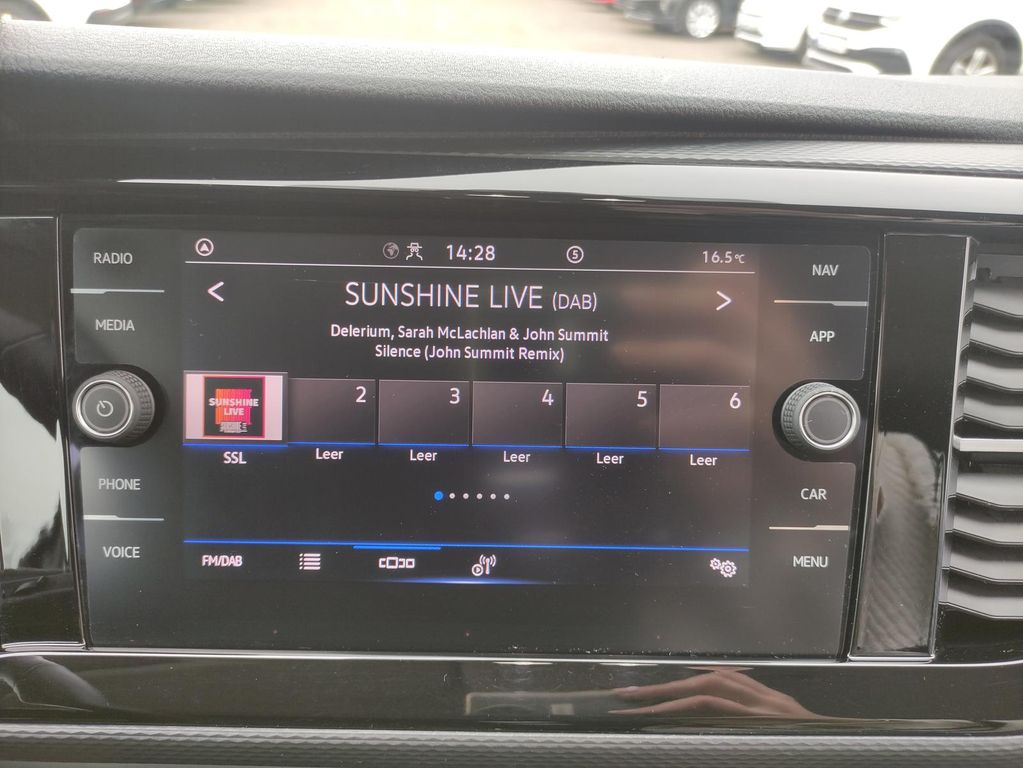 RADIO
MEDIA
PHONE
VOICE
14:28
5
16.5°C
SUNSHINE LIVE (DAB)
Delerium, Sarah McLachlan & John Summit
Silence (John Summit Remix)
SUNSHINE
LIVE
2
3
4
5
6
SSL
Leer
Leer
Leer
Leer
Leer
FM/DAB
NAV
APP
CAR
MENU